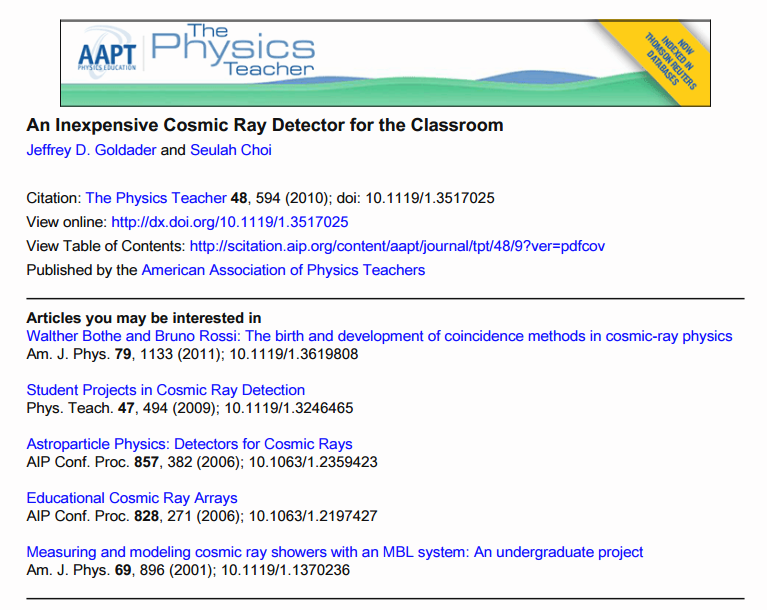 AAPT
PHYSICS EDUCATION
The
Physics
Teacher
NOW
INDEXED IN
THOMSON REUTERS
DATABASES
An Inexpensive Cosmic Ray Detector for the Classroom
Jeffrey D. Goldader and Seulah Choi
Citation: The Physics Teacher 48, 594 (2010); doi: 10.1119/1.3517025
View online: http://dx.doi.org/10.1119/1.3517025
View Table of Contents: http://scitation.aip.org/content/aapt/journal/tpt/48/9?ver=pdfcov
Published by the American Association of Physics Teachers
Articles you may be interested in
Walther Bothe and Bruno Rossi: The birth and development of coincidence methods in cosmic-ray physics
Am. J. Phys. 79, 1133 (2011); 10.1119/1.3619808
Student Projects in Cosmic Ray Detection
Phys. Teach. 47, 494 (2009); 10.1119/1.3246465
Astroparticle Physics: Detectors for Cosmic Rays
AIP Conf. Proc. 857, 382 (2006); 10.1063/1.2359423
Educational Cosmic Ray Arrays
AIP Conf. Proc. 828, 271 (2006); 10.1063/1.2197427
Measuring and modeling cosmic ray showers with an MBL system: An undergraduate project
Am. J. Phys. 69, 896 (2001); 10.1119/1.1370236